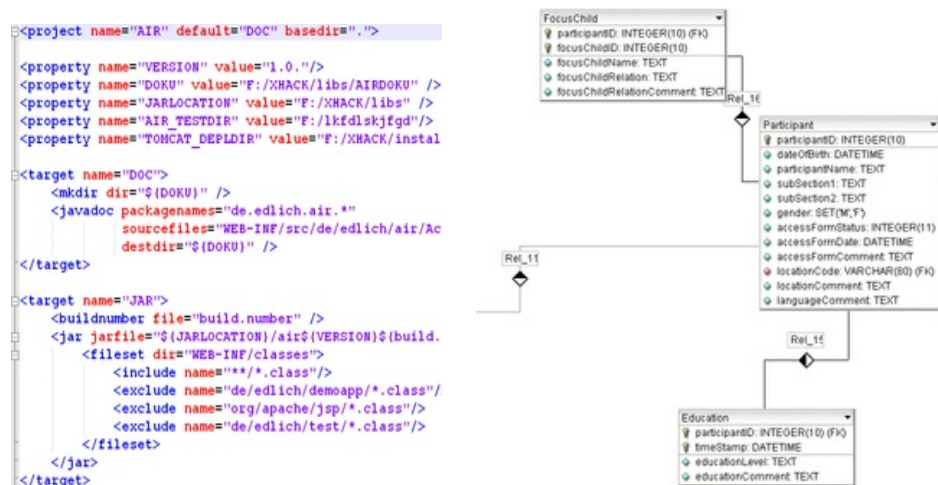 <project name="AIR" default="DOC" basedir=".">
<property name="VERSION" value="1.0."/>
<property name="DOKU" value="F:/XHACK/libs/AIRDOKU" />
<property name="JARLOCATION" value="F:/XHACK/libs" />
<property name="AIR_TESTDIR" value="F:/lkfdlskjfgd"/>
<property name="TOMCAT_DEPLDIR" value="F:/XHACK/instal
<target name="DOC">
<mkdir dir="${DOKU}" />
<javadoc packagenames="de.edlich.air.*"
sourcefiles="WEB-INF/src/de/edlich/air/Ac
destdir="${DOKU}" />
</target>
<target name="JAR">
<buildnumber file="build.number" />
<jar jarfile="${JARLOCATION}/air${VERSION}${build.
<fileset dir="WEB-INF/classes">
<include name="**/*.class"/>
<exclude name="de/edlich/demoapp/*.class"/
<exclude name="org/apache/jsp/*.class"/>
<exclude name="de/edlich/test/*.class"/>
</fileset>
</jar>
</target>
FocusChild
participantID: INTEGER(10) (FK)
focusChildID: INTEGER(10)
focusChildName: TEXT
focusChildRelation: TEXT
focusChildRelationComment: TEXT
Rel_16
Participant
participantID: INTEGER(10)
dateOfBirth: DATETIME
participantName: TEXT
subSection1: TEXT
subSection2: TEXT
gender: SET('M','F')
accessFormStatus: INTEGER(11)
accessFormDate: DATETIME
accessFormComment: TEXT
locationCode: VARCHAR(80) (FK)
locationComment: TEXT
languageComment: TEXT
Rel_11
Rel_15
Education
participantID: INTEGER(10) (FK)
timeStamp: DATETIME
educationLevel: TEXT
educationComment: TEXT